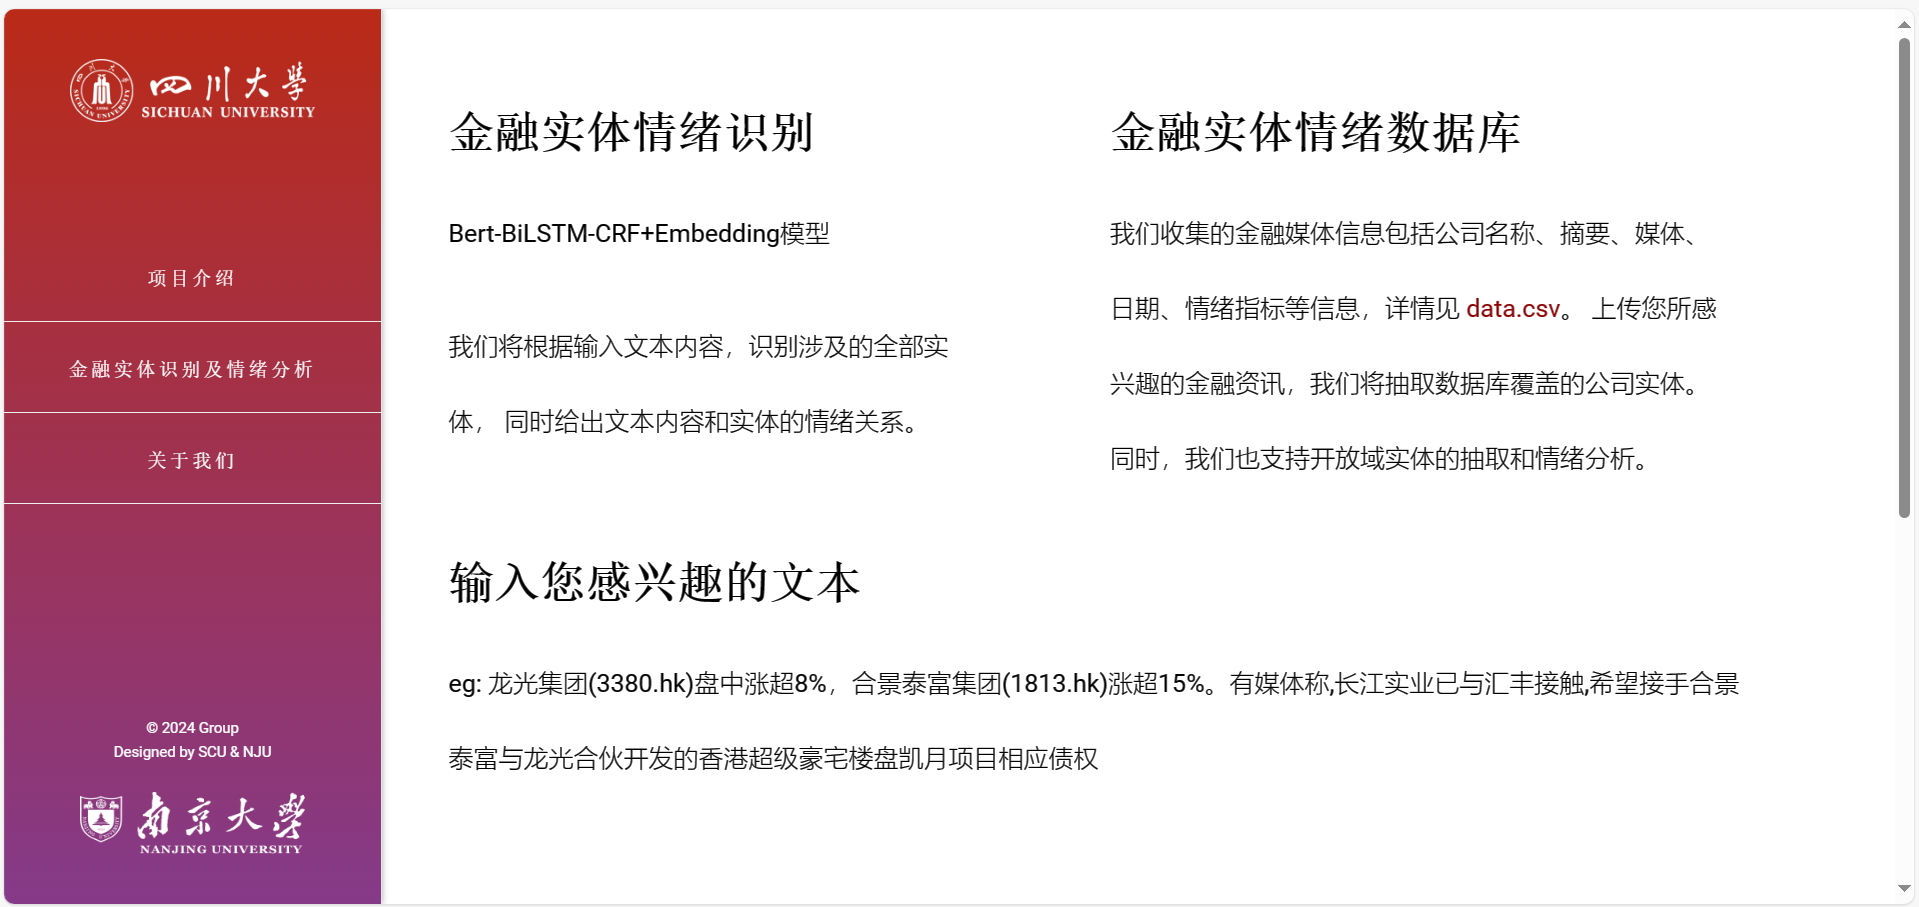 四川大學
SICHUAN UNIVERSITY
项目介绍
金融实体识别及情绪分析
关于我们
© 2024 Group
Designed by SCU & NJU
南京大學
NANJING UNIVERSITY
金融实体情绪识别
Bert-BiLSTM-CRF+Embedding模型
我们将根据输入文本内容，识别涉及的全部实
体， 同时给出文本内容和实体的情绪关系。
金融实体情绪数据库
我们收集的金融媒体信息包括公司名称、摘要、媒体、
日期、情绪指标等信息，详情见 data.csv。 上传您所感
兴趣的金融资讯，我们将抽取数据库覆盖的公司实体。
同时，我们也支持开放域实体的抽取和情绪分析。
输入您感兴趣的文本
eg: 龙光集团(3380.hk)盘中涨超8%，合景泰富集团(1813.hk)涨超15%。有媒体称,长江实业已与汇丰接触,希望接手合景
泰富与龙光合伙开发的香港超级豪宅楼盘凯月项目相应债权